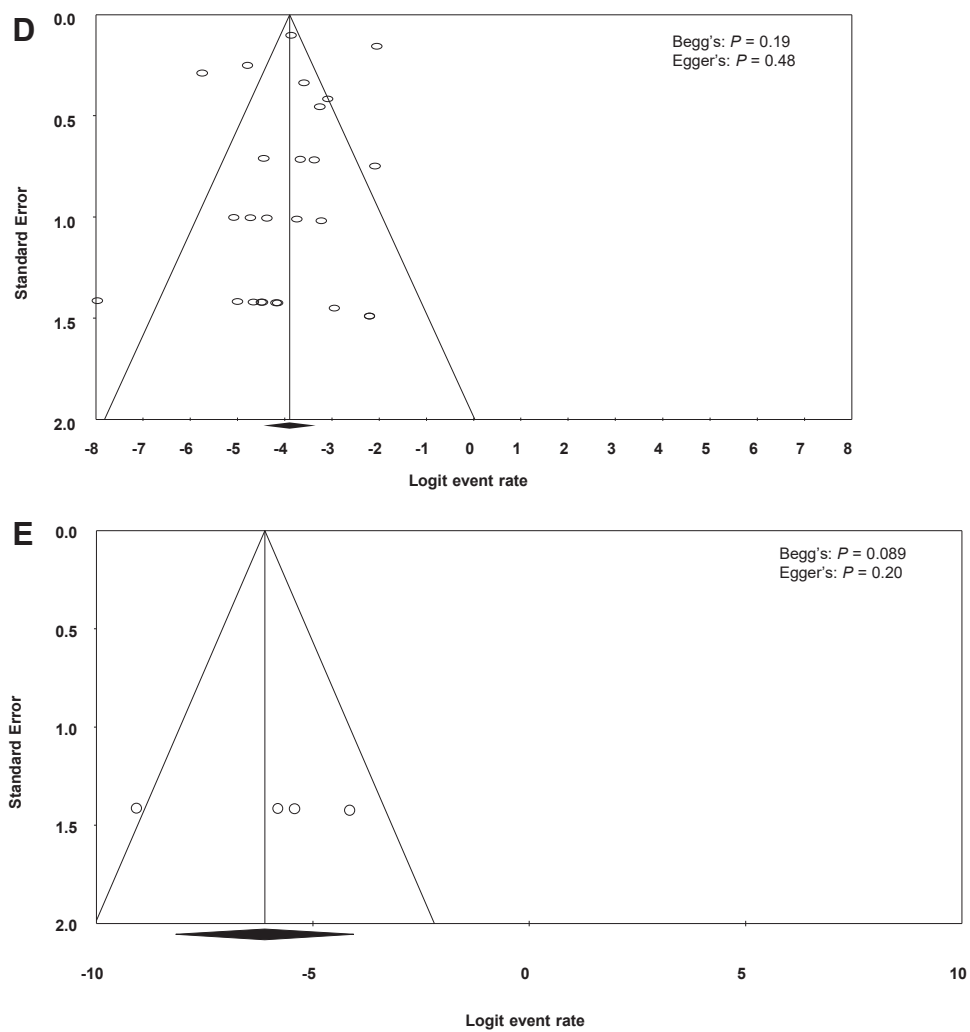 D
Begg's: P = 0.19
Egger's: P = 0.48
Standard Error
0.0
0.5
1.0
1.5
2.0
-8 -7 -6 -5 -4 -3 -2 -1 0 1 2 3 4 5 6 7 8
Logit event rate
E
Begg's: P = 0.089
Egger's: P = 0.20
Standard Error
0.0
0.5
1.0
1.5
2.0
-10 -5 0 5 10
Logit event rate